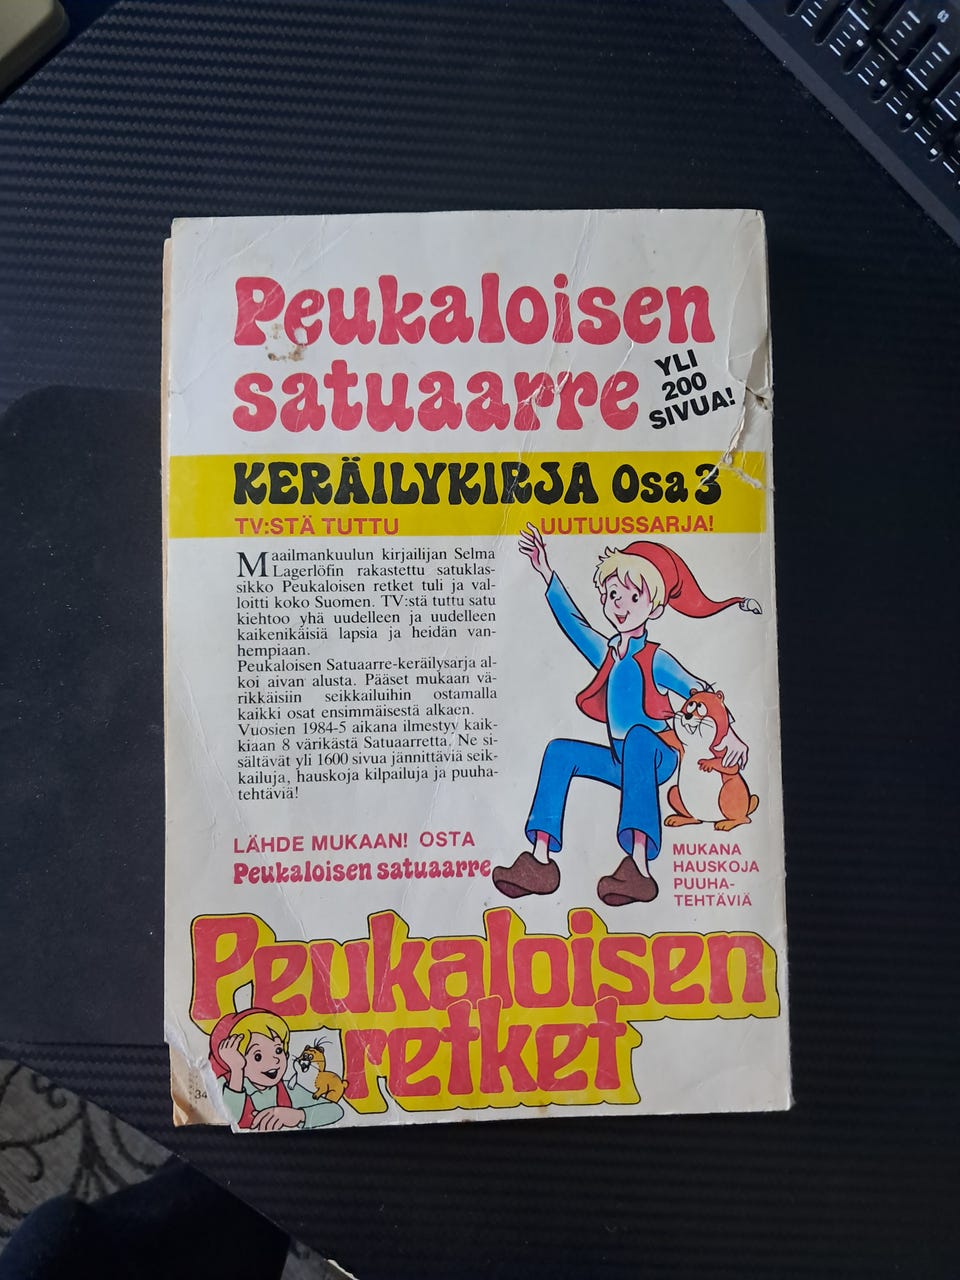 Peukaloisen
satuaarre
YLI
200
SIVUA!
KERÄILYKIRJA Osa 3
TV:STÄ TUTTU UUTUUSSARJA!
Maailmankuulun kirjailijan Selma
Lagerlöfin rakastettu satuklas-
sikko Peukaloisen retket tuli ja val-
loitti koko Suomen. TV:stä tuttu satu
kiehtoo yhä uudelleen ja uudelleen
kaikenikäisiä lapsia ja heidän van-
hempiaan.
Peukaloisen Satuaarre-keräilysarja al-
koi aivan alusta. Pääset mukaan vä-
rikkäisiin seikkailuihin ostamalla
kaikki osat ensimmäisestä alkaen.
Vuosien 1984-5 aikana ilmestyy kaik-
kiaan 8 värikästä Satuaarretta. Ne si-
sältävät yli 1600 sivua jännittäviä seik-
kailuja, hauskoja kilpailuja ja puuha-
tehtäviä!
LÄHDE MUKAAN! OSTA
Peukaloisen satuaarre
MUKANA
HAUSKOJA
PUUHA-
TEHTÄVIÄ
Peukaloisen
retket
34
63